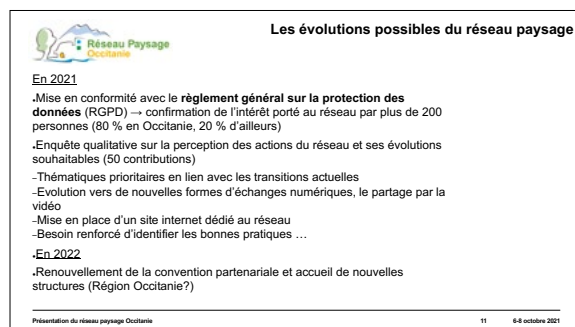 Les évolutions possibles du réseau paysage
Réseau Paysage
Occitanie
En 2021
•Mise en conformité avec le règlement général sur la protection des
données (RGPD) → confirmation de l'intérêt porté au réseau par plus de 200
personnes (80 % en Occitanie, 20 % d'ailleurs)
•Enquête qualitative sur la perception des actions du réseau et ses évolutions
souhaitables (50 contributions)
–Thématiques prioritaires en lien avec les transitions actuelles
–Evolution vers de nouvelles formes d'échanges numériques, le partage par la
vidéo
–Mise en place d'un site internet dédié au réseau
–Besoin renforcé d'identifier les bonnes pratiques …
•En 2022
•Renouvellement de la convention partenariale et accueil de nouvelles
structures (Région Occitanie?)
Présentation du réseau paysage Occitanie 11 6-8 octobre 2021